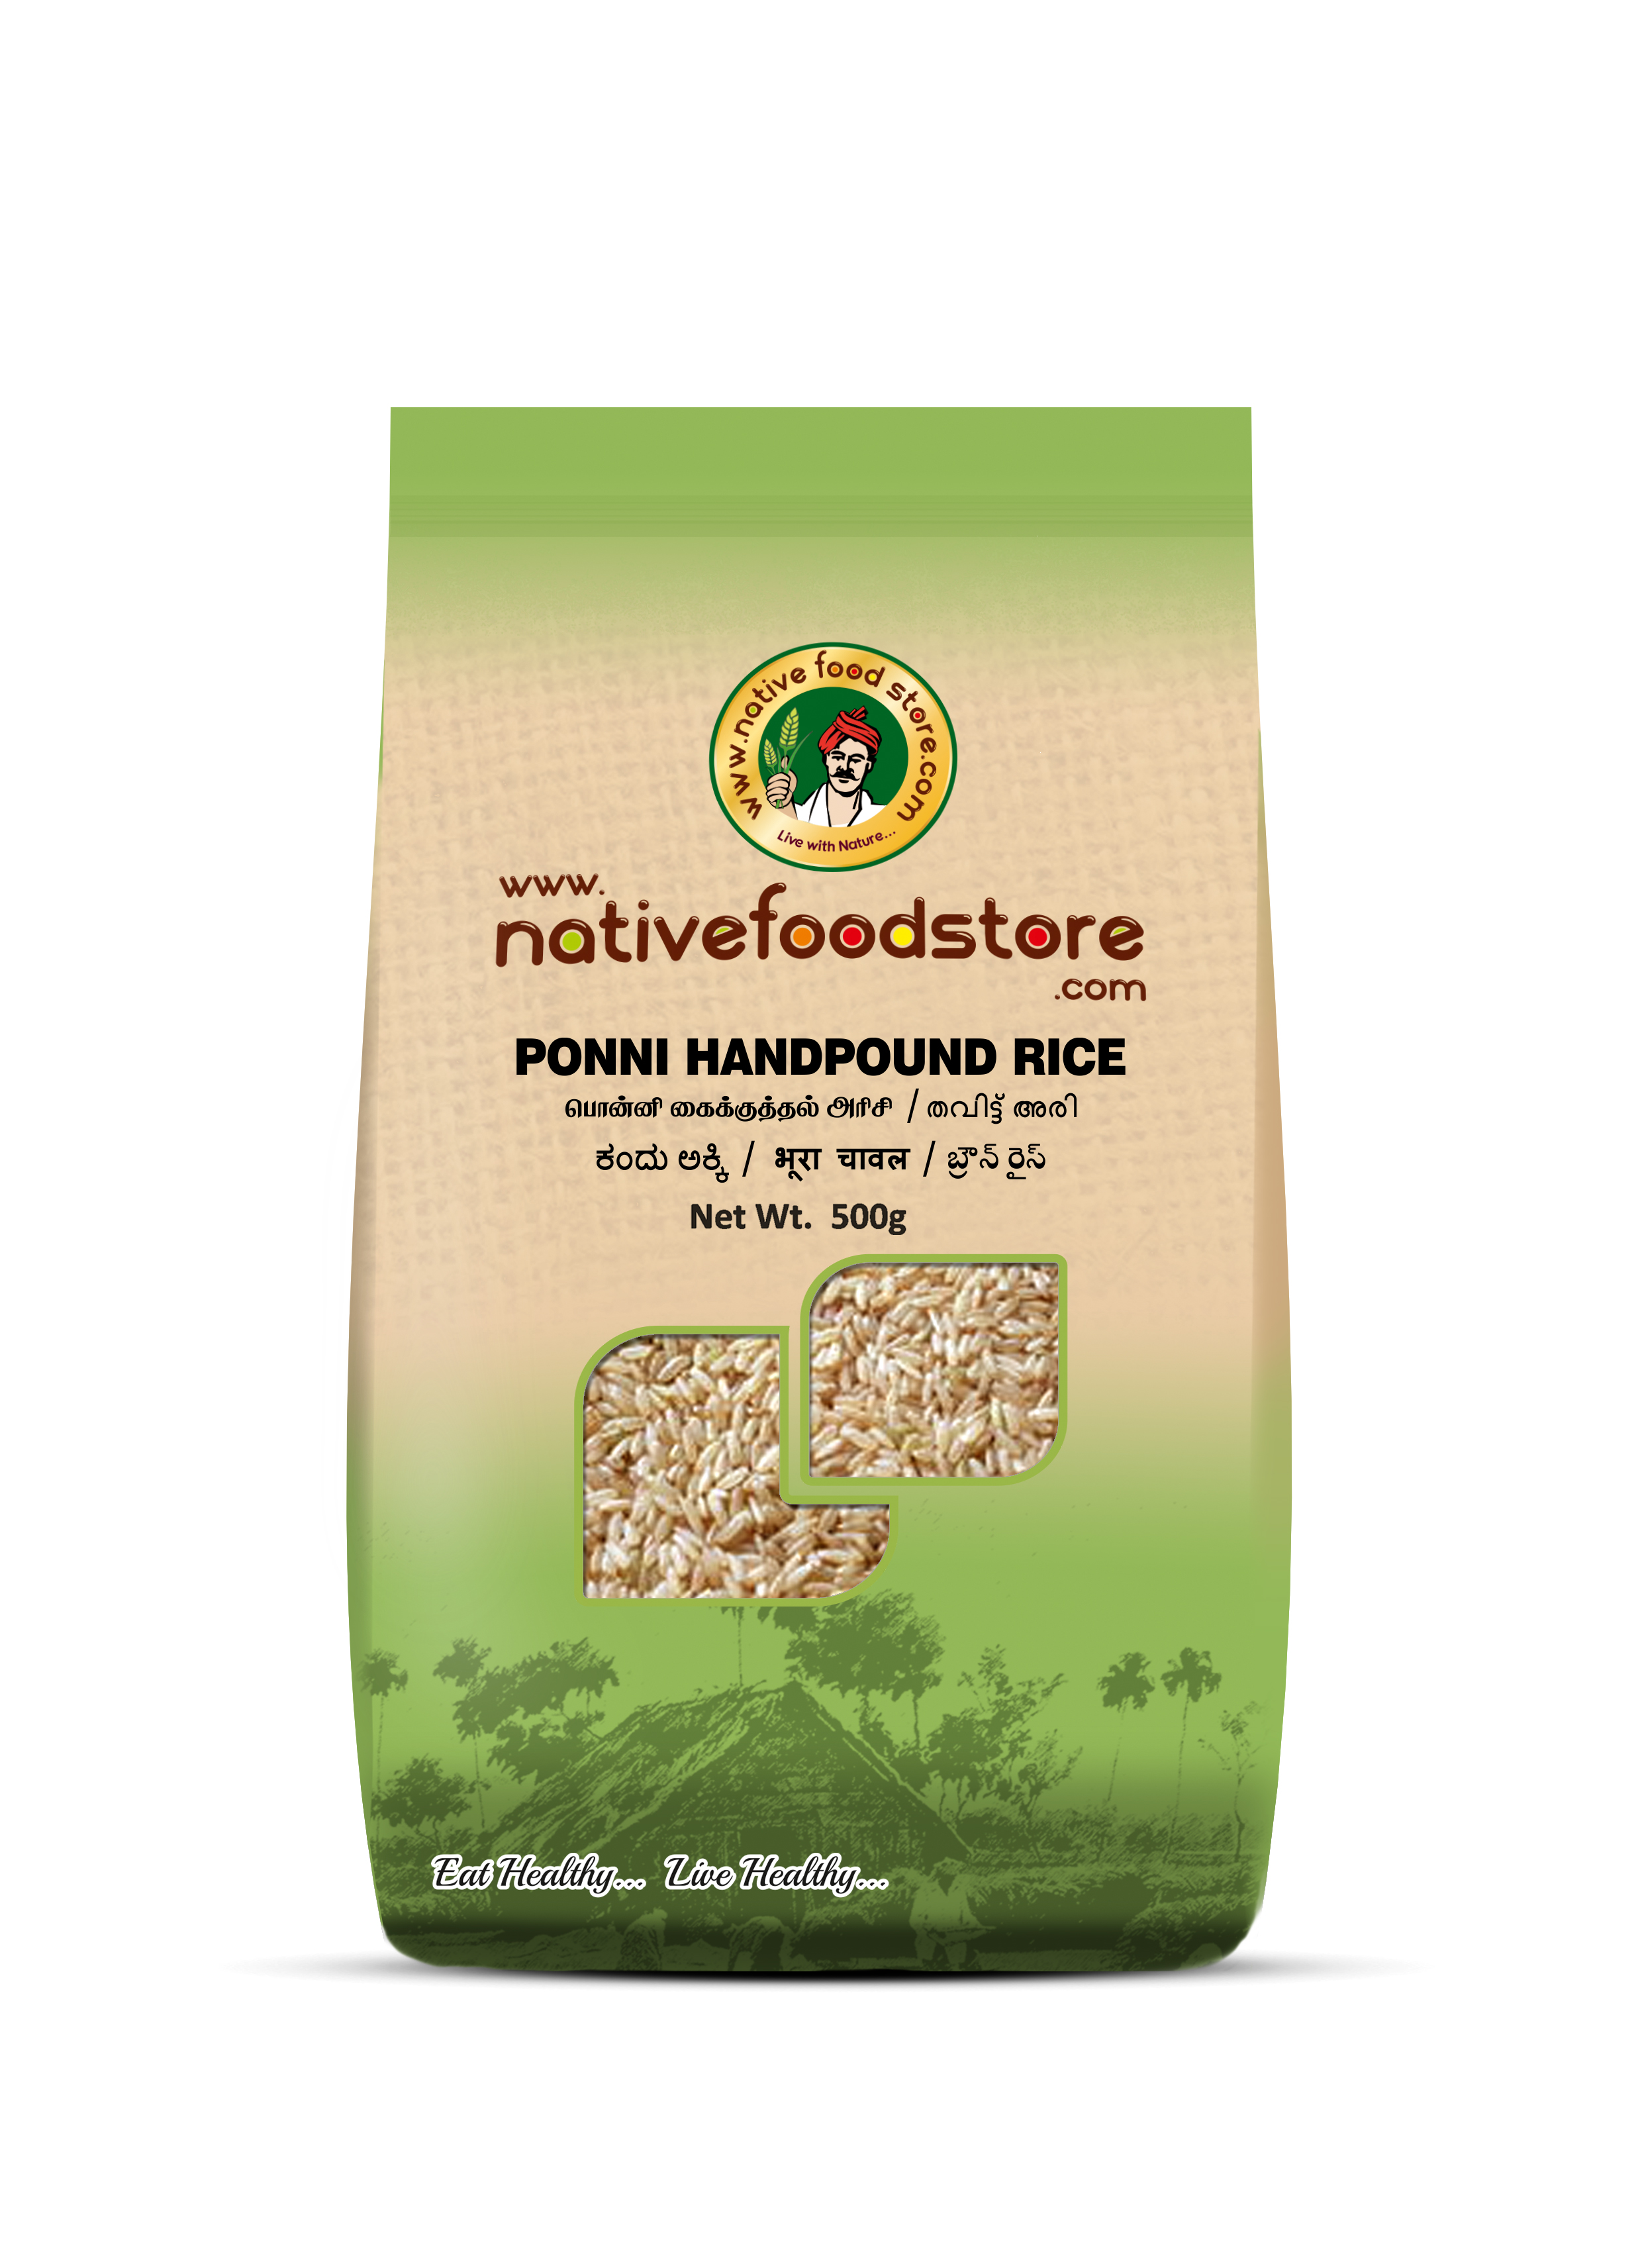 www.native food store.com
Live with Nature...
www.
nativefoodstore
.com
PONNI HANDPOUND RICE
பொன்னி கைக்குத்தல் அரிசி / തവിട്ട് അരി
ಕಂದು ಅಕ್ಕಿ / भूरा चावल / బ్రౌన్ రైస్
Net Wt. 500g
Eat Healthy... Live Healthy...